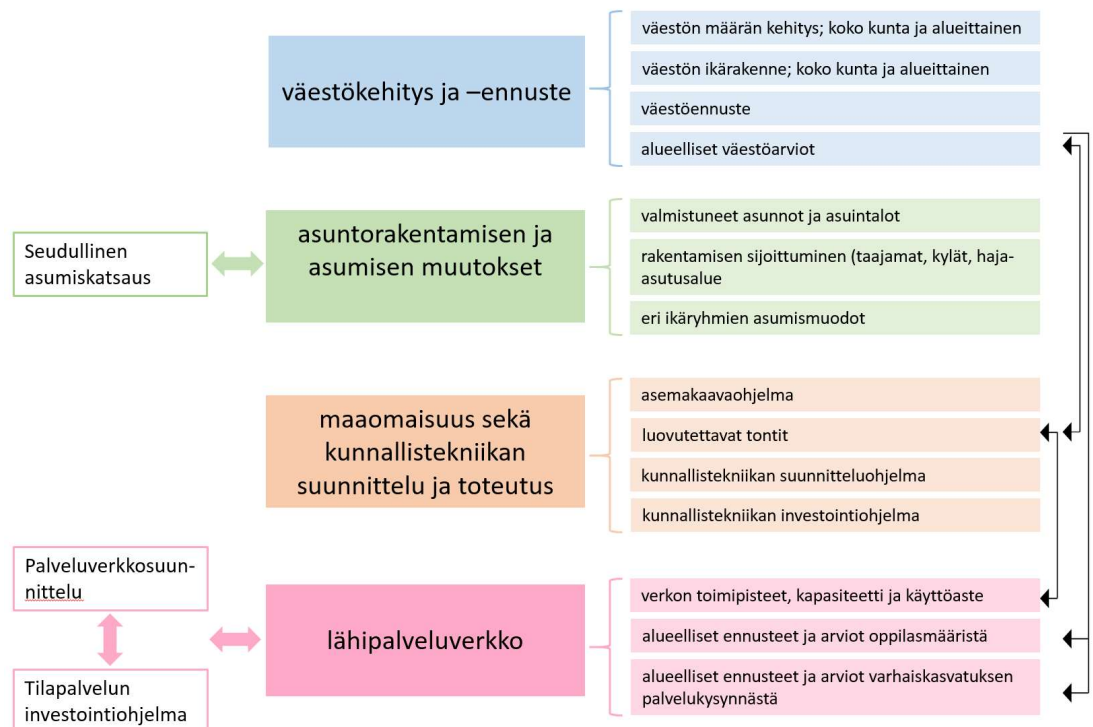 väestökehitys ja –ennuste
väestön määrän kehitys; koko kunta ja alueittainen
väestön ikärakenne; koko kunta ja alueittainen
väestöennuste
alueelliset väestöarviot
Seudullinen
asumiskatsaus
asuntorakentamisen ja
asumisen muutokset
valmistuneet asunnot ja asuintalot
rakentamisen sijoittuminen (taajamat, kylät, haja-
asutusalue
eri ikäryhmien asumismuodot
maaomaisuus sekä
kunnallistekniikan
suunnittelu ja toteutus
asemakaavaohjelma
luovutettavat tontit
kunnallistekniikan suunnitteluohjelma
kunnallistekniikan investointiohjelma
Palveluverkkosuun-
nittelu
Tilapalvelun
investointiohjelma
lähipalveluverkko
verkon toimipisteet, kapasiteetti ja käyttöaste
alueelliset ennusteet ja arviot oppilasmääristä
alueelliset ennusteet ja arviot varhaiskasvatuksen
palvelukysynnästä